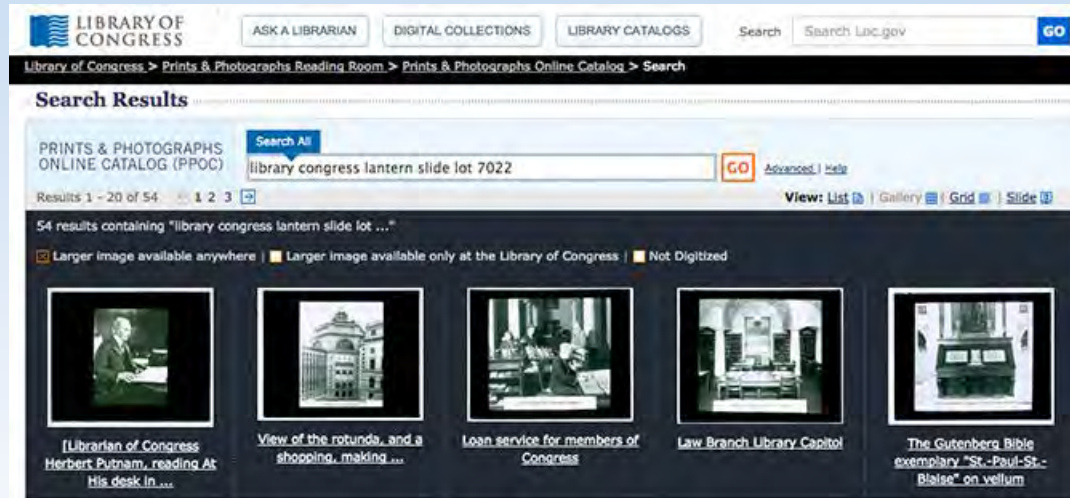 LIBRARY OF
CONGRESS
ASK A LIBRARIAN
DIGITAL COLLECTIONS
LIBRARY CATALOGS
Search
Search Loc.gov
GO
Library of Congress > Prints & Photographs Reading Room > Prints & Photographs Online Catalog > Search
Search Results
PRINTS & PHOTOGRAPHS
ONLINE CATALOG (PPOC)
Search All
library congress lantern slide lot 7022
GO
Advanced | Help
Results 1 - 20 of 54
1 2 3
View: List | Gallery | Grid | Slide
54 results containing "library congress lantern slide lot ..."
Larger image available anywhere | Larger image available only at the Library of Congress | Not Digitized
[Librarian of Congress
Herbert Putnam, reading At
His desk in ...
View of the rotunda, and a
shopping, making ...
Loan service for members of
Congress
Law Branch Library Capitol
The Gutenberg Bible
exemplary "St.-Paul-St.-
Blaise" on vellum